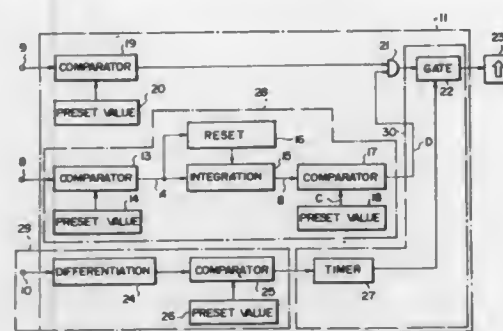 11
19
21
23
9
COMPARATOR
GATE
20
22
PRESET VALUE
28
RESET
30
D
16
13
15
17
8
COMPARATOR
INTEGRATION
COMPARATOR
14
A
B
C
18
PRESET VALUE
PRESET VALUE
29
10
DIFFERENTIATION
COMPARATOR
TIMER
24
25
27
26
PRESET VALUE